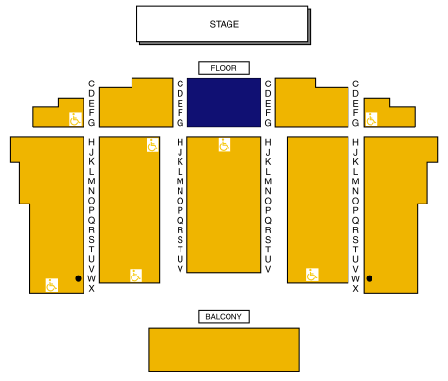 STAGE
FLOOR
C C C C
D D D D
E E E E
F F F F
G G G G
H H H H
J J J J
K K K K
L L L L
M M M M
N N N N
O O O O
P P P P
Q Q Q Q
R R R R
S S S S
T T T T
U U U U
V V V V
W W
X X
BALCONY